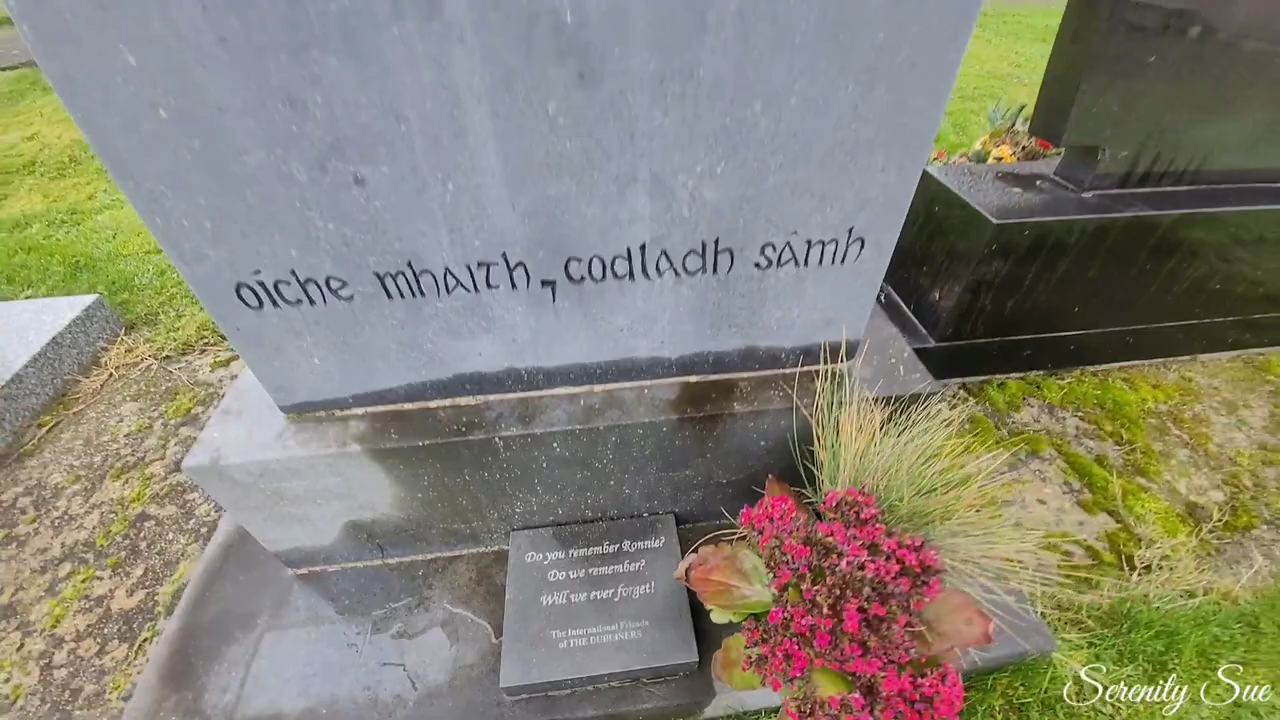 oíche mhaith, codladh sámh
Do you remember Ronnie?
Do we remember?
Will we ever forget!
The International Friends
of THE DUBLINERS
Serenity Sue